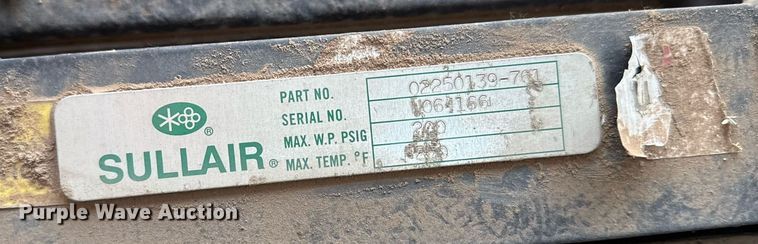 PART NO. 02250139-761
SERIAL NO.
MAX. W.P. PSIG 200
MAX. TEMP. °F
SULLAIR®
Purple Wave Auction